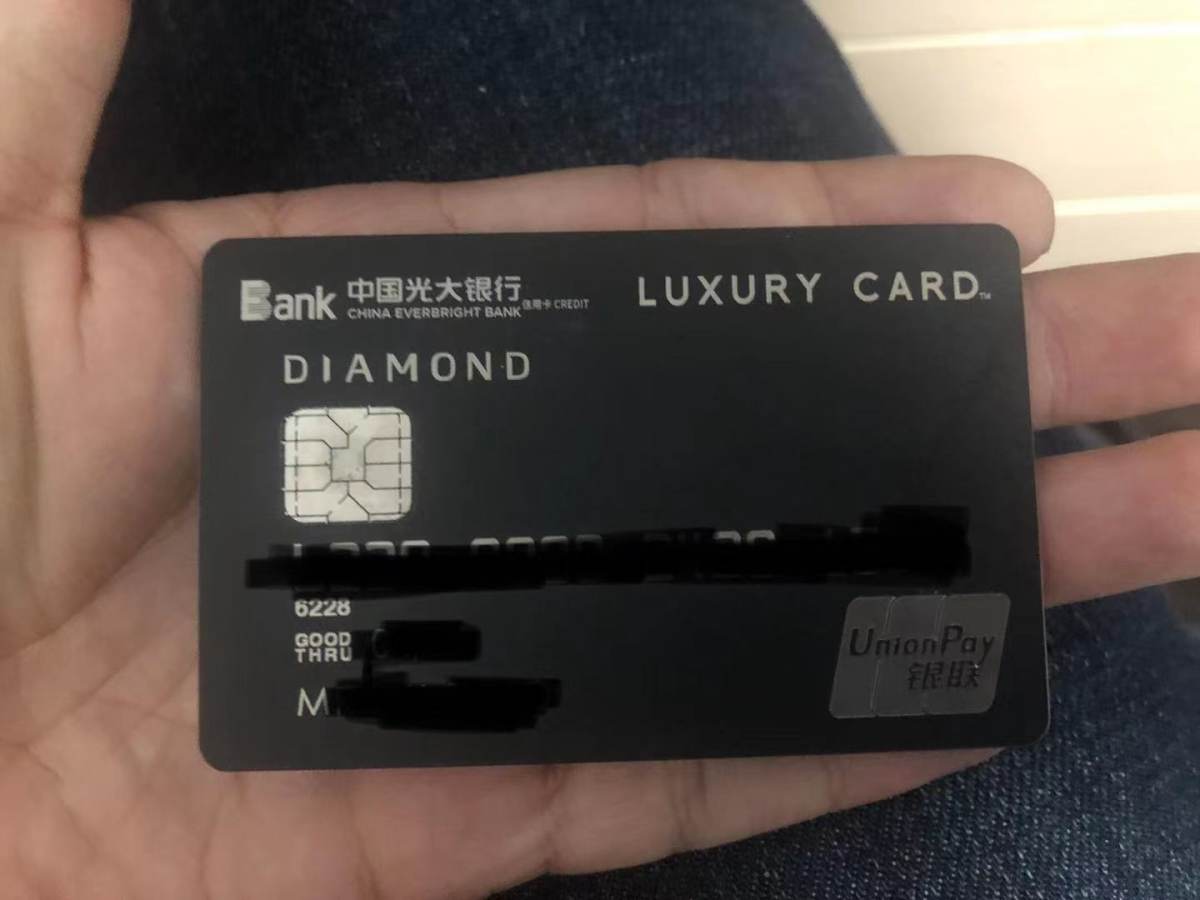 Bank 中国光大银行 信用卡 CREDIT
CHINA EVERBRIGHT BANK
LUXURY CARD™
DIAMOND
6228
GOOD
THRU
M
UnionPay
银联